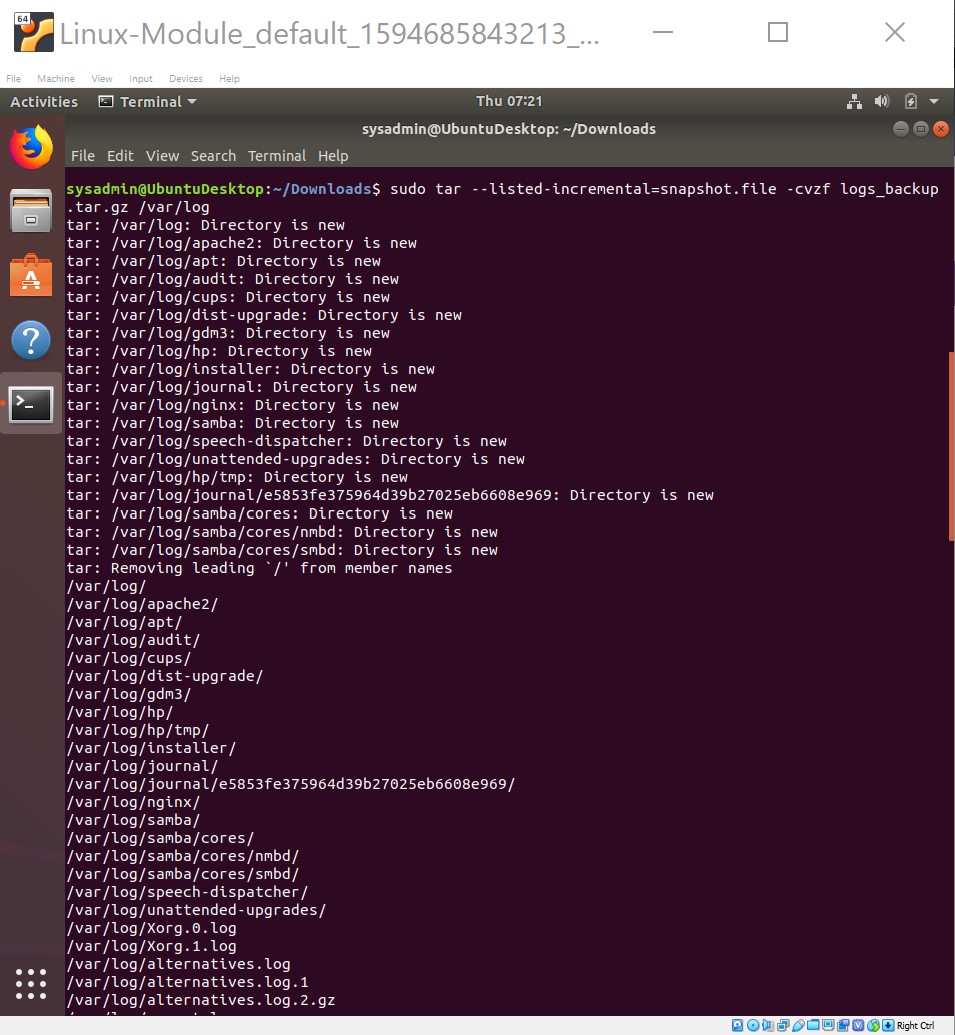 64
Linux-Module_default_1594685843213_...
File Machine View Input Devices Help
Activities Terminal Thu 07:21
sysadmin@UbuntuDesktop: ~/Downloads
File Edit View Search Terminal Help
sysadmin@UbuntuDesktop:~/Downloads$ sudo tar --listed-incremental=snapshot.file -cvzf logs_backup
.tar.gz /var/log
tar: /var/log: Directory is new
tar: /var/log/apache2: Directory is new
tar: /var/log/apt: Directory is new
tar: /var/log/audit: Directory is new
tar: /var/log/cups: Directory is new
tar: /var/log/dist-upgrade: Directory is new
tar: /var/log/gdm3: Directory is new
tar: /var/log/hp: Directory is new
tar: /var/log/installer: Directory is new
tar: /var/log/journal: Directory is new
tar: /var/log/nginx: Directory is new
tar: /var/log/samba: Directory is new
tar: /var/log/speech-dispatcher: Directory is new
tar: /var/log/unattended-upgrades: Directory is new
tar: /var/log/hp/tmp: Directory is new
tar: /var/log/journal/e5853fe375964d39b27025eb6608e969: Directory is new
tar: /var/log/samba/cores: Directory is new
tar: /var/log/samba/cores/nmbd: Directory is new
tar: /var/log/samba/cores/smbd: Directory is new
tar: Removing leading `/' from member names
/var/log/
/var/log/apache2/
/var/log/apt/
/var/log/audit/
/var/log/cups/
/var/log/dist-upgrade/
/var/log/gdm3/
/var/log/hp/
/var/log/hp/tmp/
/var/log/installer/
/var/log/journal/
/var/log/journal/e5853fe375964d39b27025eb6608e969/
/var/log/nginx/
/var/log/samba/
/var/log/samba/cores/
/var/log/samba/cores/nmbd/
/var/log/samba/cores/smbd/
/var/log/speech-dispatcher/
/var/log/unattended-upgrades/
/var/log/Xorg.0.log
/var/log/Xorg.1.log
/var/log/alternatives.log
/var/log/alternatives.log.1
/var/log/alternatives.log.2.gz
Right Ctrl